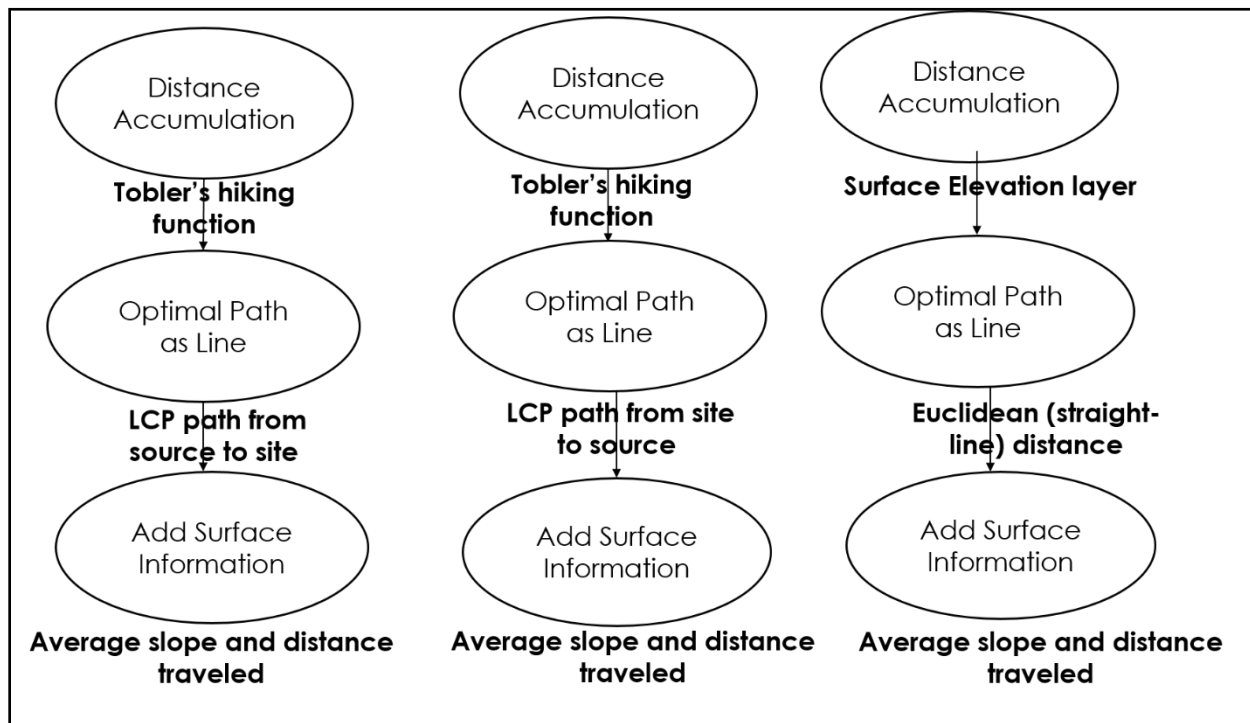 Distance
Accumulation
Tobler's hiking
function
Optimal Path
as Line
LCP path from
source to site
Add Surface
Information
Average slope and distance
traveled
Distance
Accumulation
Tobler's hiking
function
Optimal Path
as Line
LCP path from site
to source
Add Surface
Information
Average slope and distance
traveled
Distance
Accumulation
Surface Elevation layer
Optimal Path
as Line
Euclidean (straight-
line) distance
Add Surface
Information
Average slope and distance
traveled